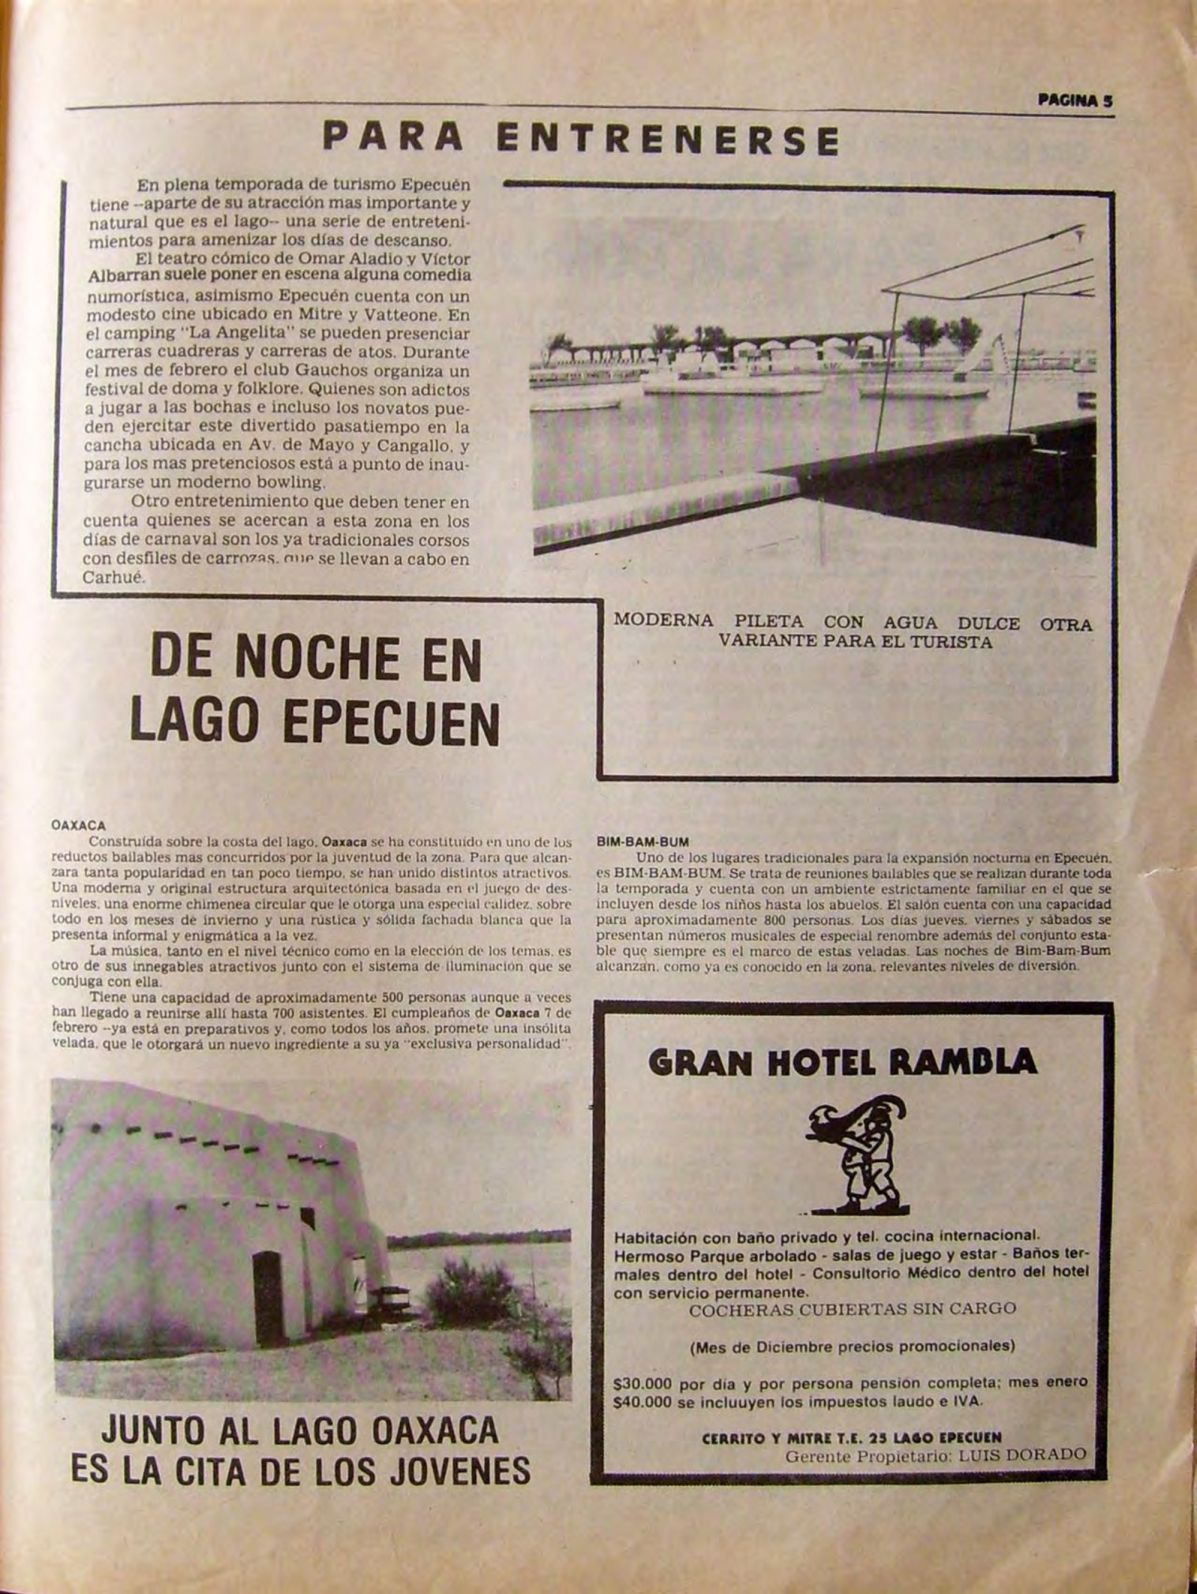 PAGINA 5
PARA ENTRENERSE
En plena temporada de turismo Epecuén
tiene --aparte de su atracción mas importante y
natural que es el lago-- una serie de entreteni-
mientos para amenizar los días de descanso.
El teatro cómico de Omar Aladio y Víctor
Albarran suele poner en escena alguna comedia
numorística, asimismo Epecuén cuenta con un
modesto cine ubicado en Mitre y Vatteone. En
el camping "La Angelita" se pueden presenciar
carreras cuadreras y carreras de atos. Durante
el mes de febrero el club Gauchos organiza un
festival de doma y folklore. Quienes son adictos
a jugar a las bochas e incluso los novatos pue-
den ejercitar este divertido pasatiempo en la
cancha ubicada en Av. de Mayo y Cangallo, y
para los mas pretenciosos está a punto de inau-
gurarse un moderno bowling.
Otro entretenimiento que deben tener en
cuenta quienes se acercan a esta zona en los
días de carnaval son los ya tradicionales corsos
con desfiles de carrozas, que se llevan a cabo en
Carhué.
MODERNA PILETA CON AGUA DULCE OTRA
VARIANTE PARA EL TURISTA
DE NOCHE EN
LAGO EPECUEN
OAXACA
Construída sobre la costa del lago, Oaxaca se ha constituído en uno de los
reductos bailables mas concurridos por la juventud de la zona. Para que alcan-
zara tanta popularidad en tan poco tiempo, se han unido distintos atractivos.
Una moderna y original estructura arquitectónica basada en el juego de des-
niveles, una enorme chimenea circular que le otorga una especial calidez, sobre
todo en los meses de invierno y una rústica y sólida fachada blanca que la
presenta informal y enigmática a la vez.
La música, tanto en el nivel técnico como en la elección de los temas, es
otro de sus innegables atractivos junto con el sistema de iluminación que se
conjuga con ella.
Tiene una capacidad de aproximadamente 500 personas aunque a veces
han llegado a reunirse allí hasta 700 asistentes. El cumpleaños de Oaxaca 7 de
febrero --ya está en preparativos y, como todos los años, promete una insólita
velada, que le otorgará un nuevo ingrediente a su ya "exclusiva personalidad".
JUNTO AL LAGO OAXACA
ES LA CITA DE LOS JOVENES
BIM-BAM-BUM
Uno de los lugares tradicionales para la expansión nocturna en Epecuén,
es BIM-BAM-BUM. Se trata de reuniones bailables que se realizan durante toda
la temporada y cuenta con un ambiente estrictamente familiar en el que se
incluyen desde los niños hasta los abuelos. El salón cuenta con una capacidad
para aproximadamente 800 personas. Los días jueves, viernes y sábados se
presentan números musicales de especial renombre además del conjunto esta-
ble que siempre es el marco de estas veladas. Las noches de Bim-Bam-Bum
alcanzan, como ya es conocido en la zona, relevantes niveles de diversión.
GRAN HOTEL RAMBLA
Habitación con baño privado y tel. cocina internacional.
Hermoso Parque arbolado - salas de juego y estar - Baños ter-
males dentro del hotel - Consultorio Médico dentro del hotel
con servicio permanente.
COCHERAS CUBIERTAS SIN CARGO
(Mes de Diciembre precios promocionales)
$30.000 por dia y por persona pensión completa; mes enero
$40.000 se incluuyen los impuestos laudo e IVA.
CERRITO Y MITRE T.E. 25 LAGO EPECUEN
Gerente Propietario: LUIS DORADO